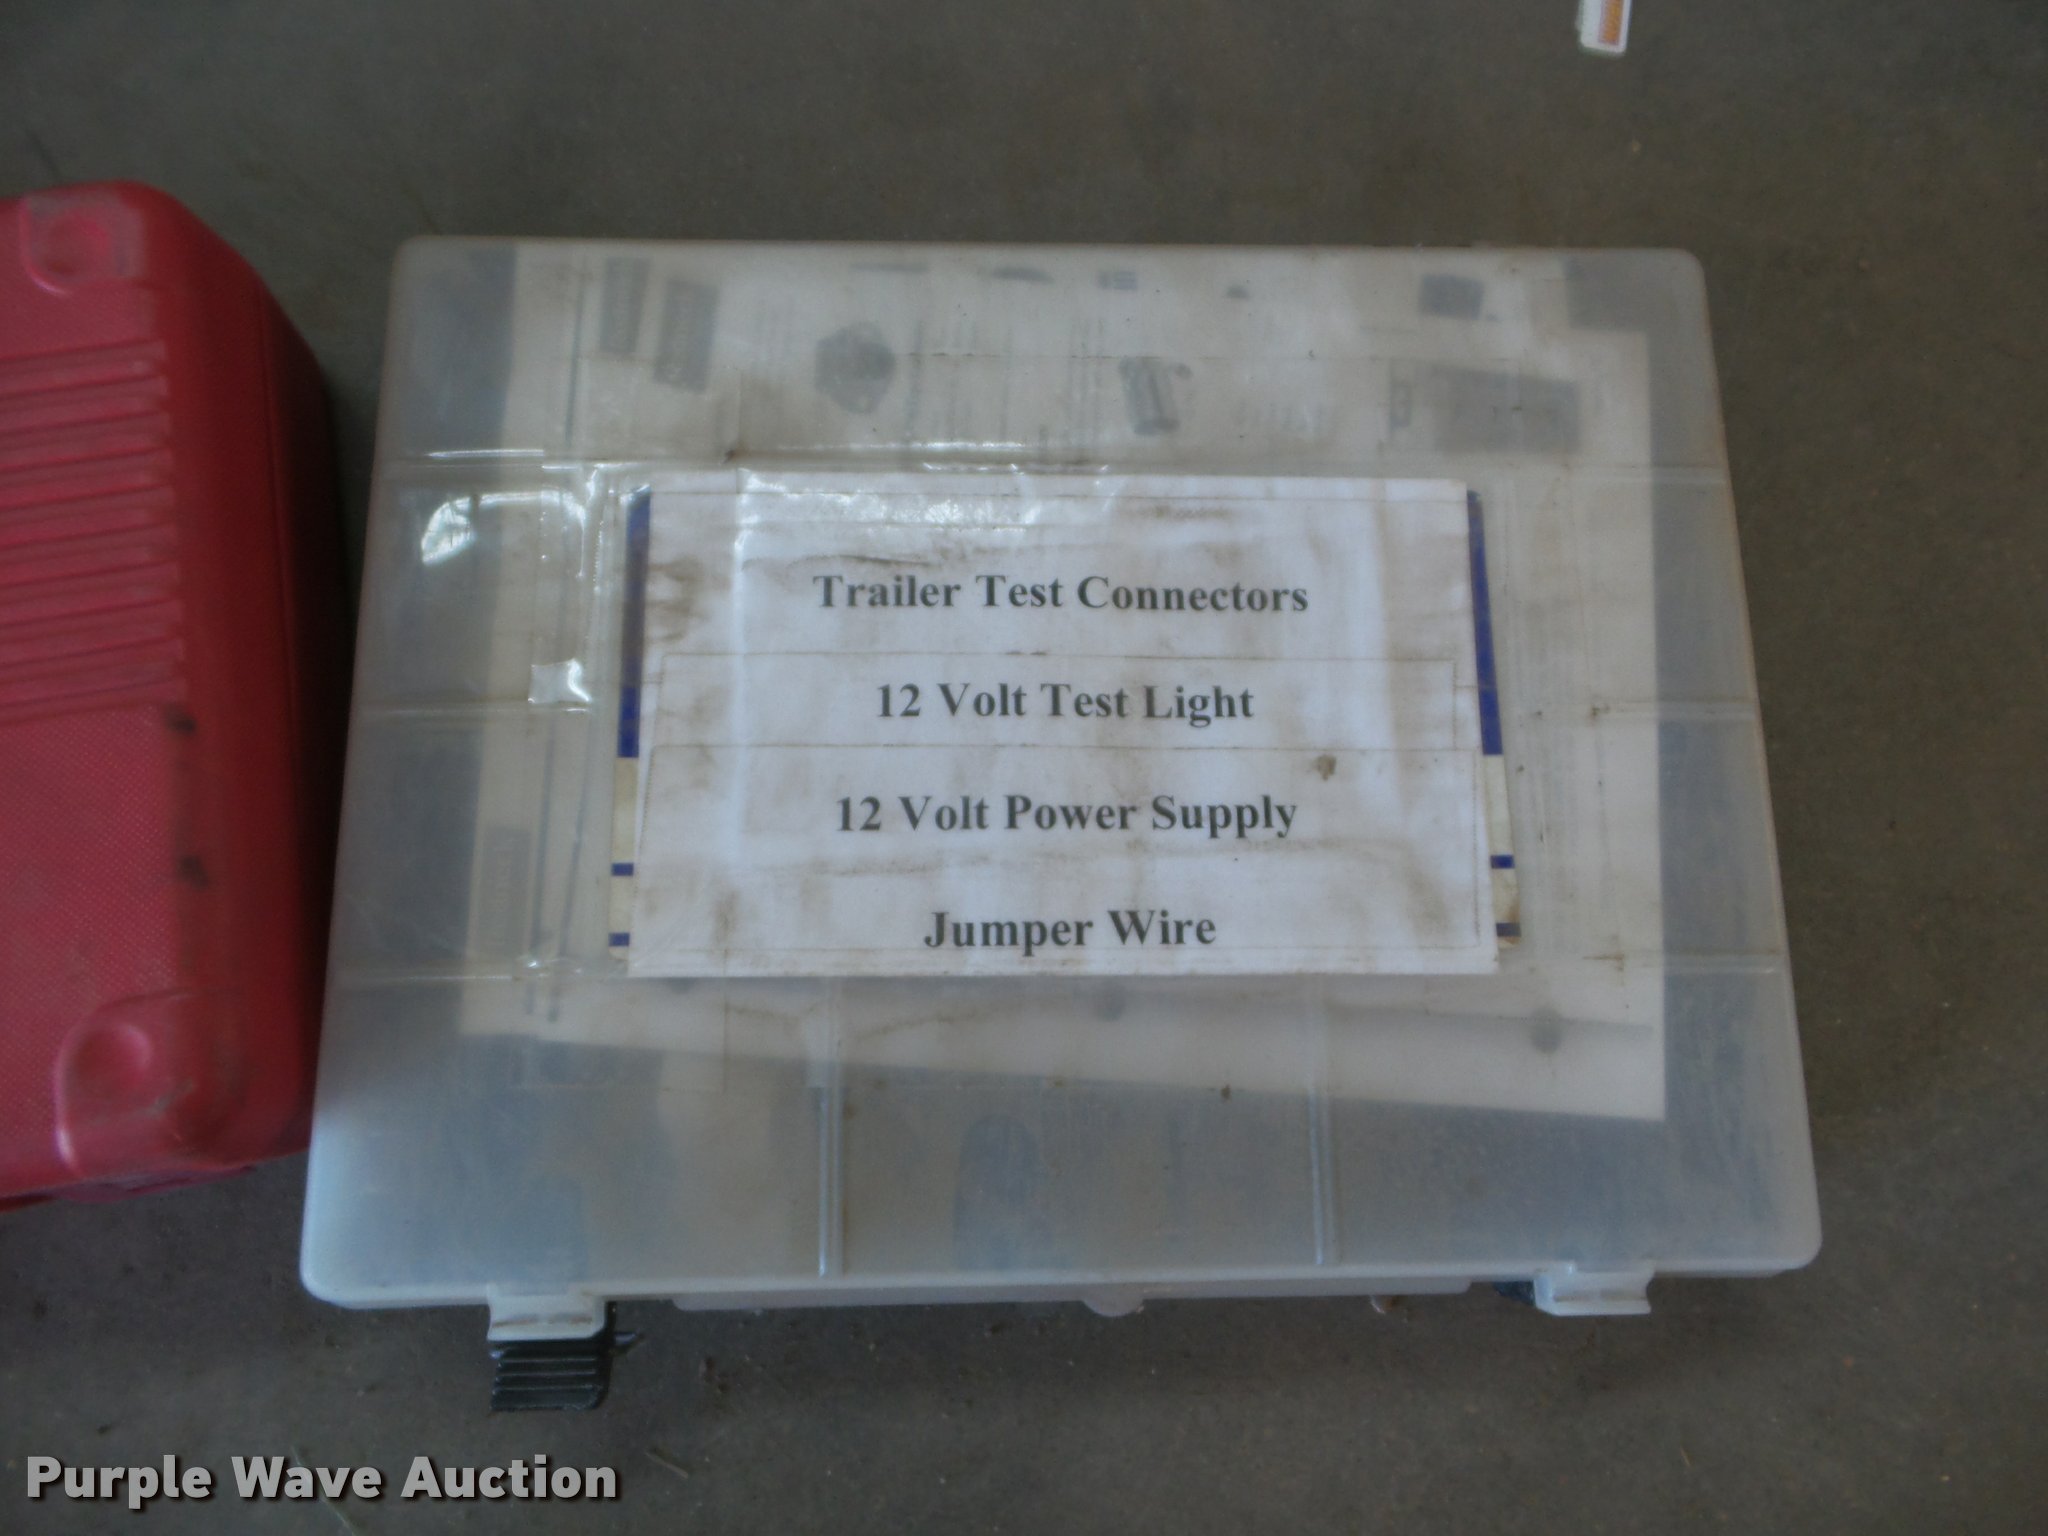 Trailer Test Connectors
12 Volt Test Light
12 Volt Power Supply
Jumper Wire
Purple Wave Auction